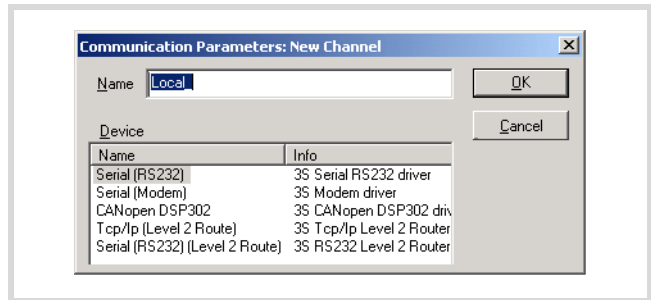 Communication Parameters: New Channel
Name Local_ OK
Cancel
Device
Name Info
Serial (RS232) 3S Serial RS232 driver
Serial (Modem) 3S Modem driver
CANopen DSP302 3S CANopen DSP302 driv
Tcp/Ip (Level 2 Route) 3S Tcp/Ip Level 2 Router
Serial (RS232) (Level 2 Route) 3S RS232 Level 2 Router